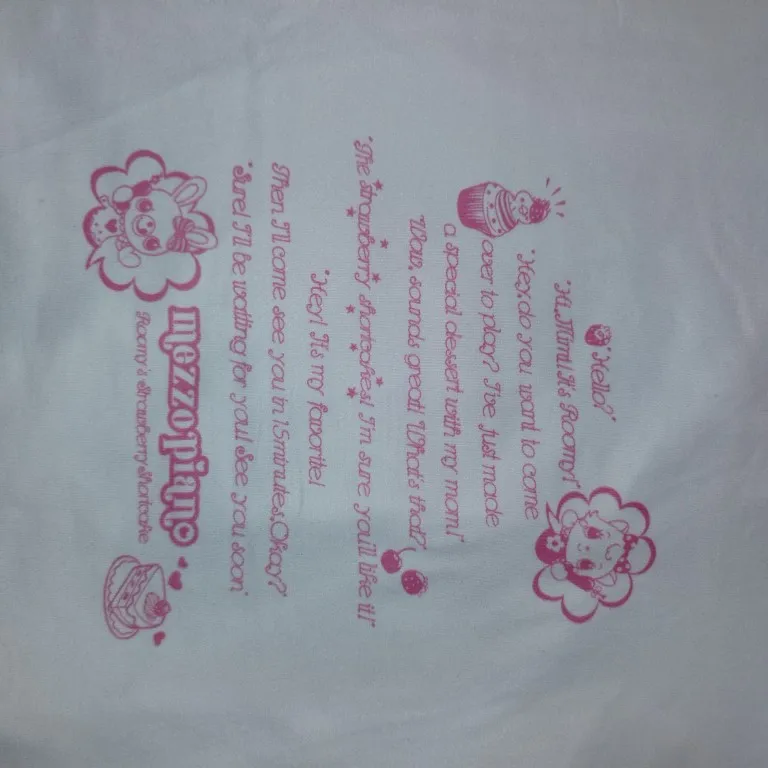 "Hello?"
"Hi, Mimi! It's Roomy!
"Hey, do you want to come
over to play? I've just made
a special dessert with my mom!
"Wow, sounds great! What's that?
"The strawberry shortcakes! I'm sure you'll like it!"
"Hey! It's my favorite!
Then I'll come see you in 15minutes, Okay?"
"Sure! I'll be waiting for you! See you soon."
mezzo piano
Roomy's Strawberry Shortcake